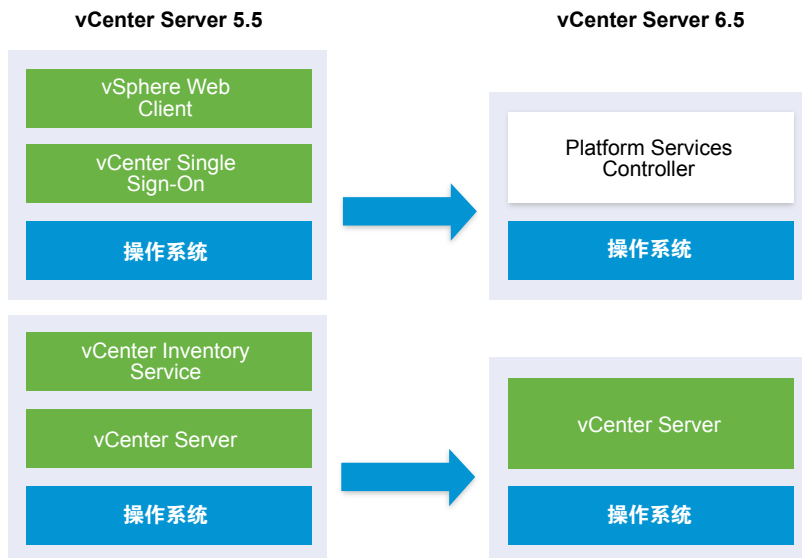 vCenter Server 5.5
vCenter Server 6.5
vSphere Web
Client
vCenter Single
Sign-On
操作系统
Platform Services
Controller
操作系统
vCenter Inventory
Service
vCenter Server
操作系统
vCenter Server
操作系统